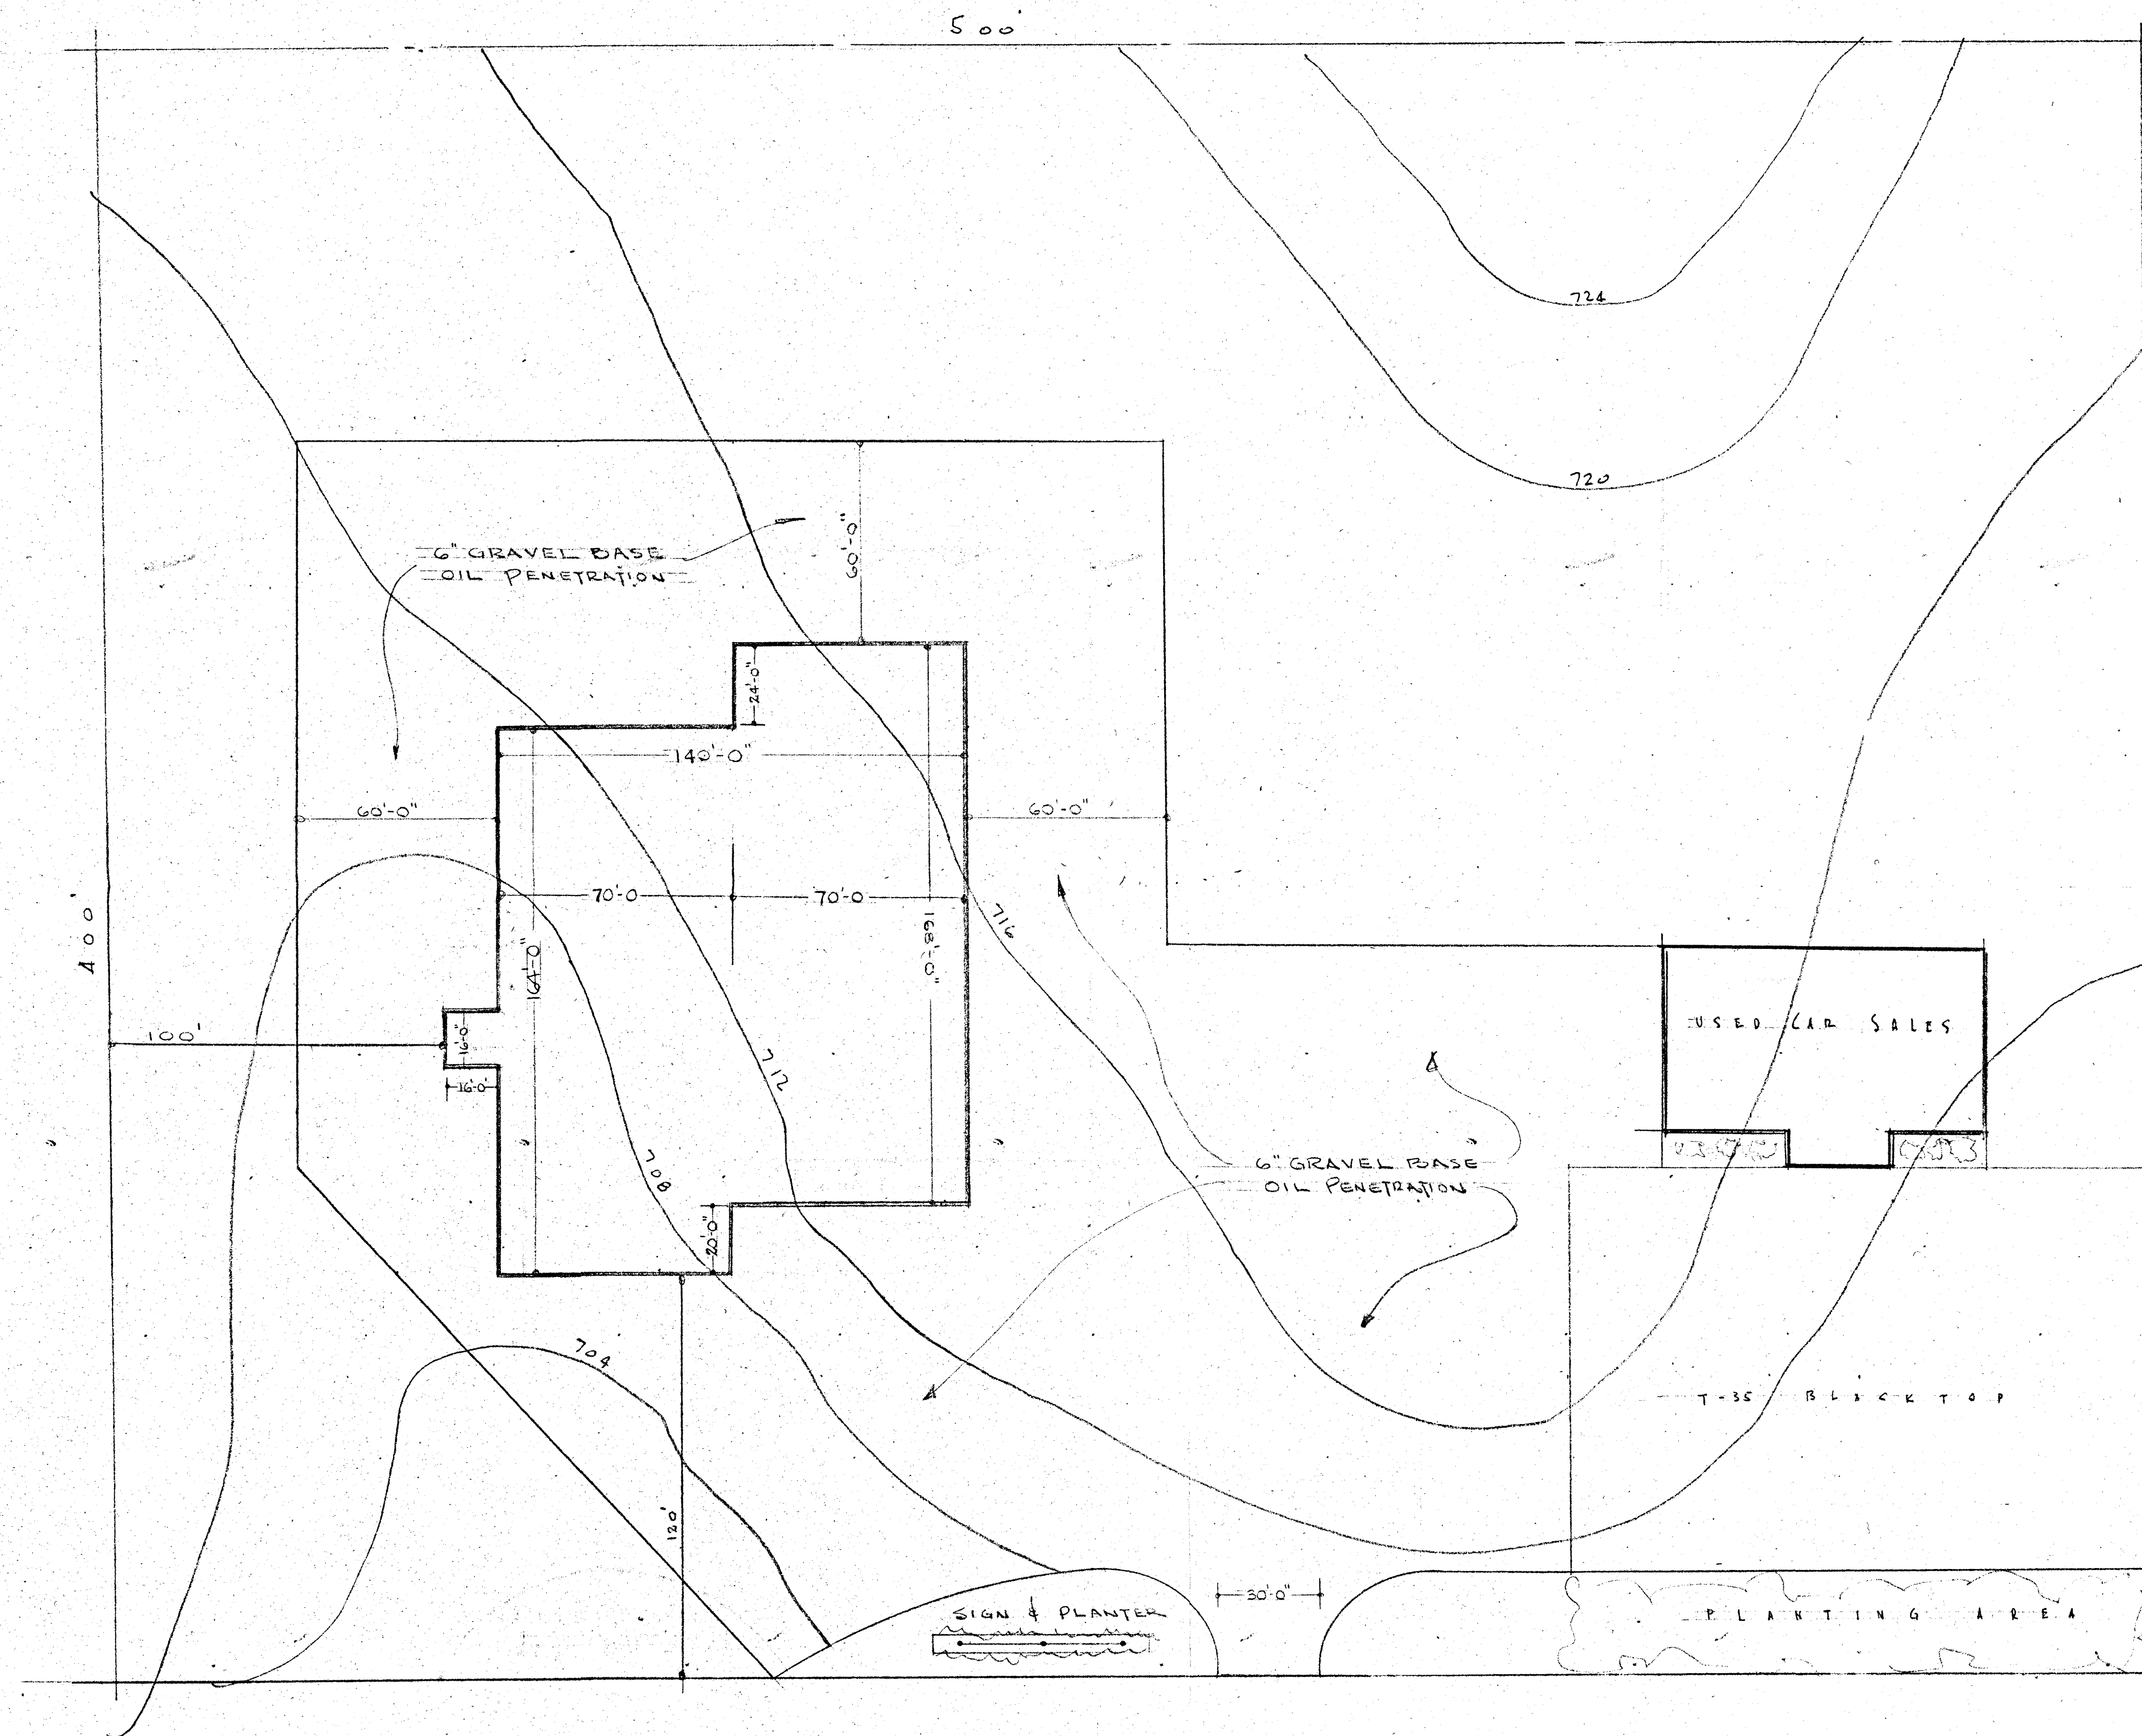 500'
724
720
6" GRAVEL BASE
OIL PENETRATION
60'-0"
24'-0"
140'-0"
60'-0"
60'-0"
70'-0
70'-0
716
168'-0"
164'-0"
400'
100'
16'-0"
16'-0"
712
708
USED CAR SALES
6" GRAVEL BASE
OIL PENETRATION
20'-0"
704
T-35 BLACKTOP
120'
30'-0"
SIGN & PLANTER
PLANTING AREA